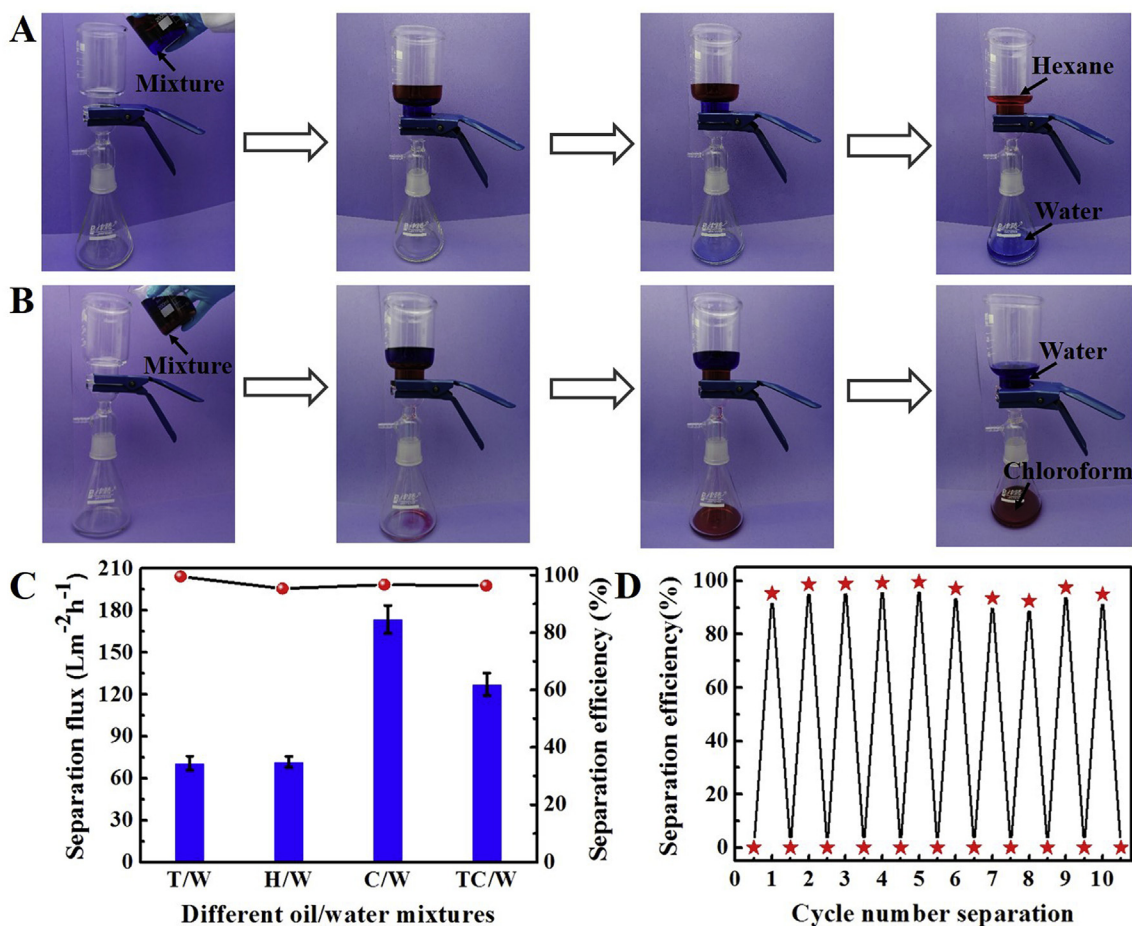 A
Mixture
Hexane
Water
B
Mixture
Water
Chloroform
C
Separation flux (Lm⁻²h⁻¹)
210
180
150
120
90
60
30
0
100
80
60
40
20
0
Separation efficiency (%)
T/W H/W C/W TC/W
Different oil/water mixtures
D
Separation efficiency(%)
100
80
60
40
20
0
0 1 2 3 4 5 6 7 8 9 10
Cycle number separation